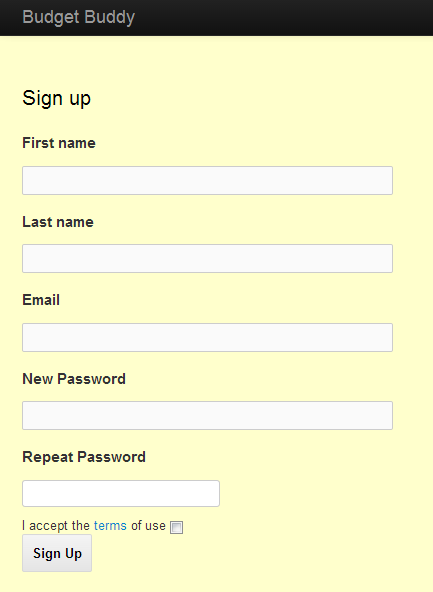 Budget Buddy
Sign up
First name
Last name
Email
New Password
Repeat Password
I accept the terms of use
Sign Up